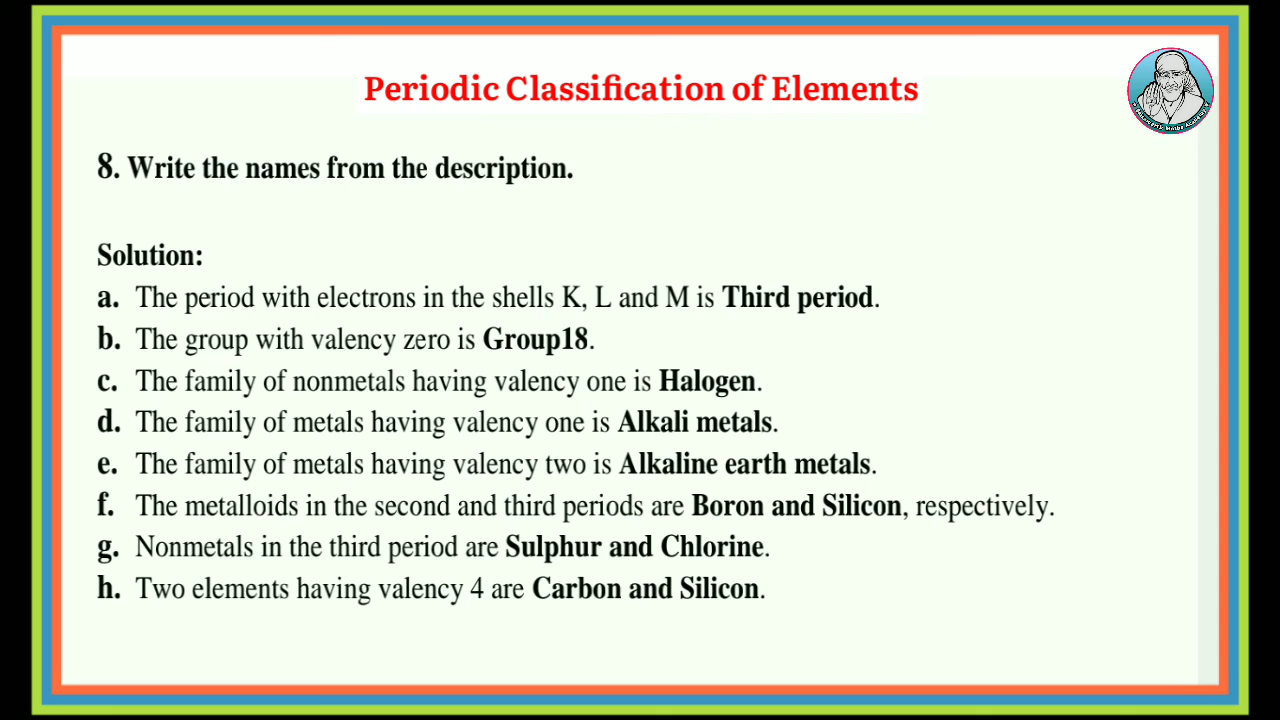 Periodic Classification of Elements
8. Write the names from the description.
Solution:
a. The period with electrons in the shells K, L and M is Third period.
b. The group with valency zero is Group18.
c. The family of nonmetals having valency one is Halogen.
d. The family of metals having valency one is Alkali metals.
e. The family of metals having valency two is Alkaline earth metals.
f. The metalloids in the second and third periods are Boron and Silicon, respectively.
g. Nonmetals in the third period are Sulphur and Chlorine.
h. Two elements having valency 4 are Carbon and Silicon.